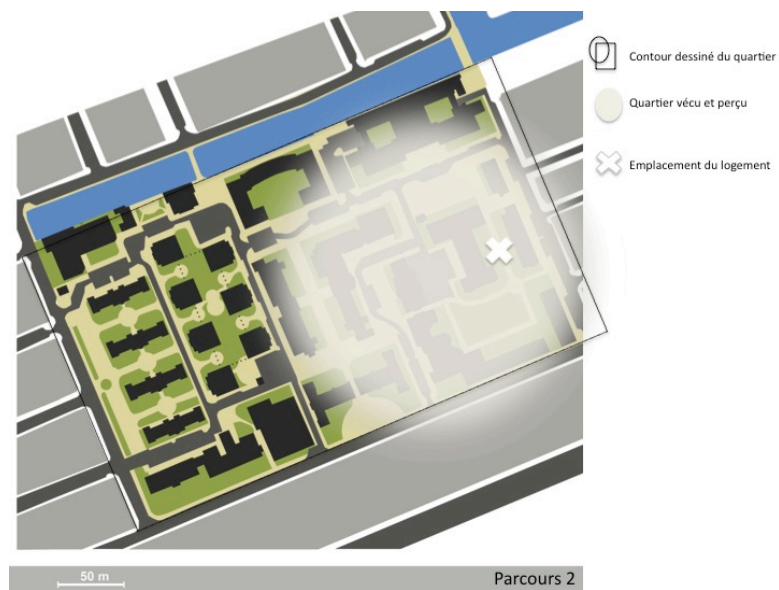 Contour dessiné du quartier
Quartier vécu et perçu
Emplacement du logement
50 m
Parcours 2